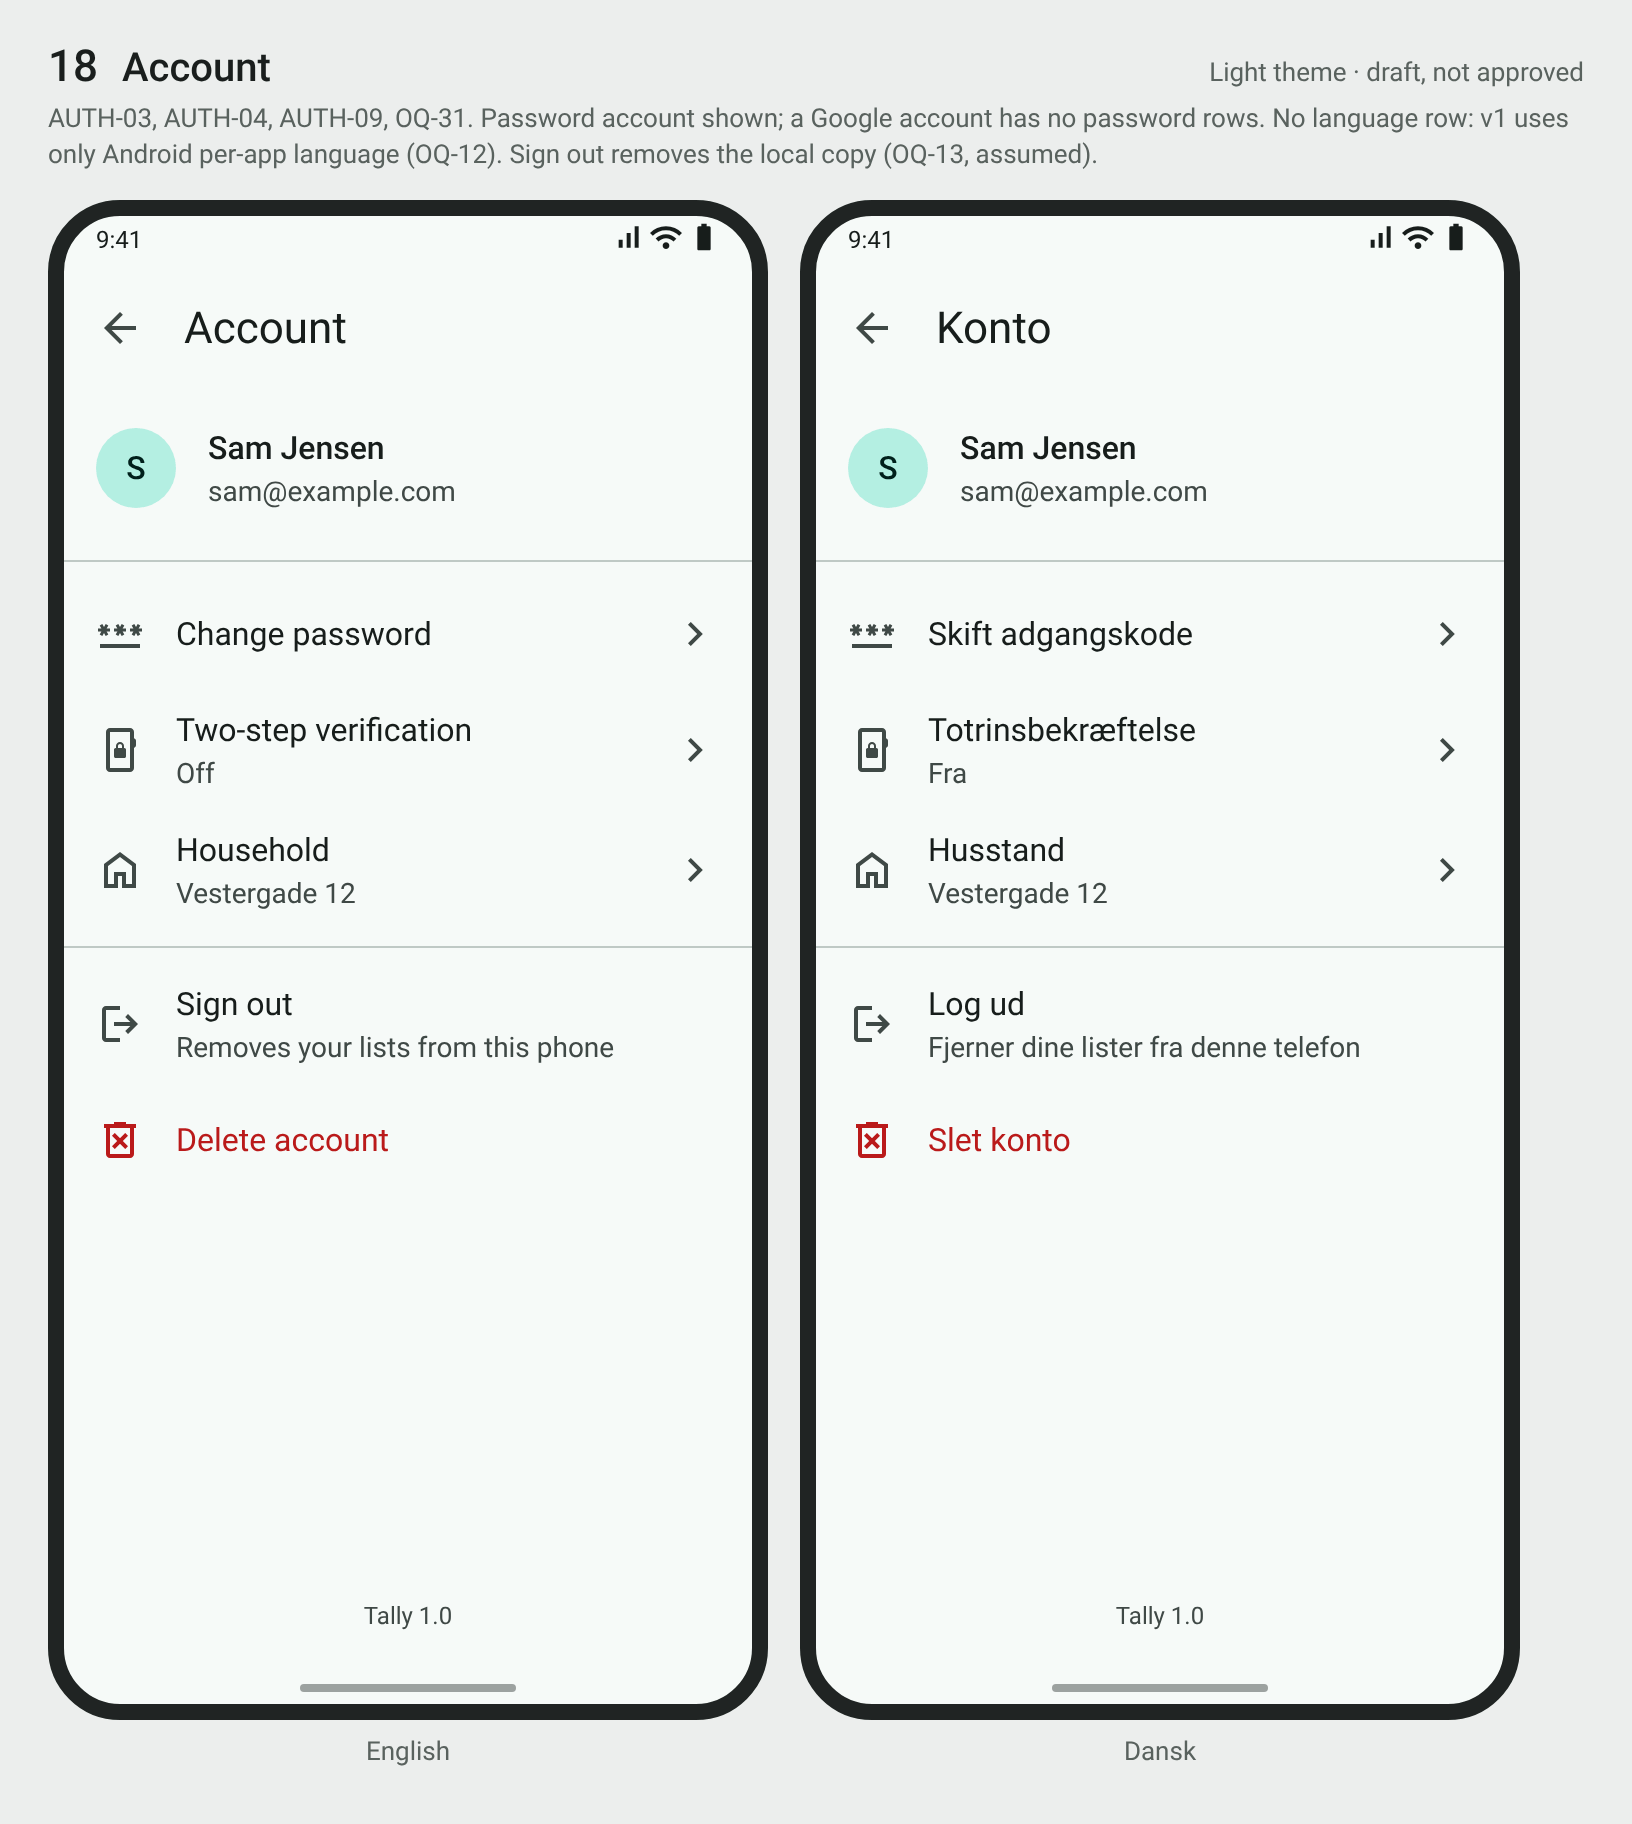 18 Account
Light theme · draft, not approved
AUTH-03, AUTH-04, AUTH-09, OQ-31. Password account shown; a Google account has no password rows. No language row: v1 uses
only Android per-app language (OQ-12). Sign out removes the local copy (OQ-13, assumed).
9:41
Account
S
Sam Jensen
sam@example.com
Change password
Two-step verification
Off
Household
Vestergade 12
Sign out
Removes your lists from this phone
Delete account
Tally 1.0
English
9:41
Konto
S
Sam Jensen
sam@example.com
Skift adgangskode
Totrinsbekræftelse
Fra
Husstand
Vestergade 12
Log ud
Fjerner dine lister fra denne telefon
Slet konto
Tally 1.0
Dansk